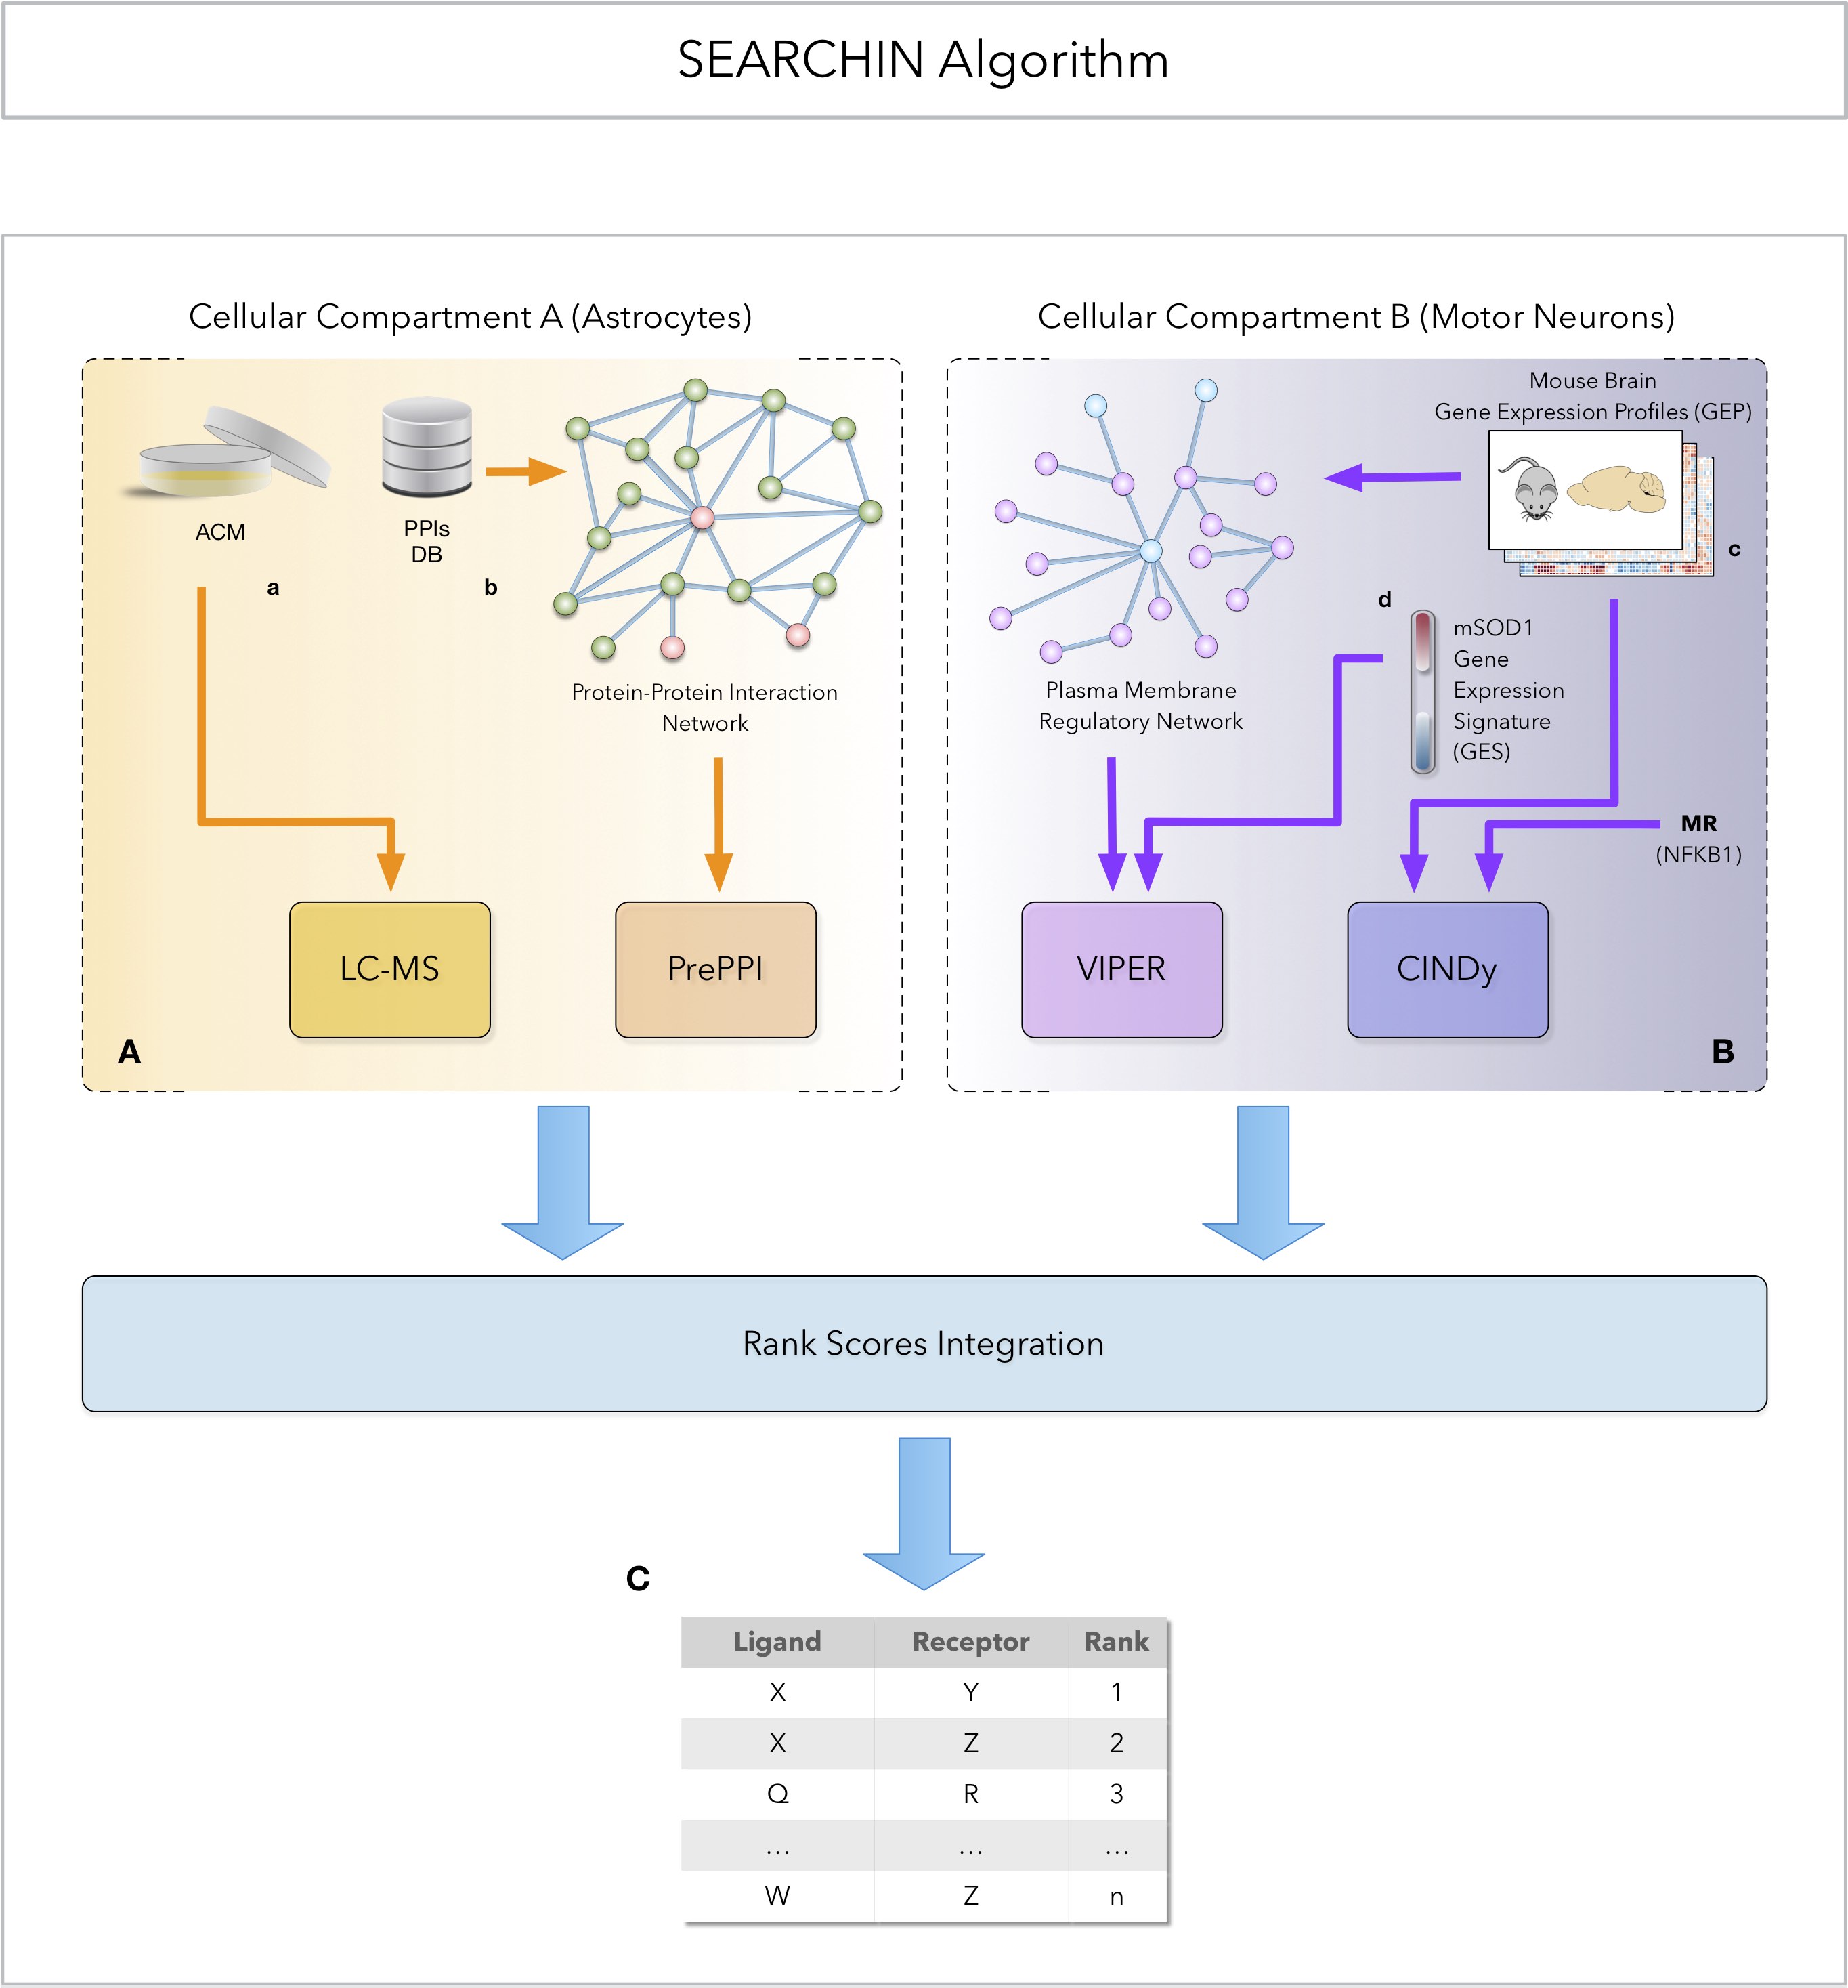 SEARCHIN Algorithm
Cellular Compartment A (Astrocytes)
ACM
a
PPIs
DB
b
Protein-Protein Interaction
Network
LC-MS
PrePPI
A
Cellular Compartment B (Motor Neurons)
Mouse Brain
Gene Expression Profiles (GEP)
c
d
mSOD1
Gene
Expression
Signature
(GES)
Plasma Membrane
Regulatory Network
MR
(NFKB1)
VIPER
CINDy
B
Rank Scores Integration
C
Ligand Receptor Rank
X Y 1
X Z 2
Q R 3
... ... ...
W Z n